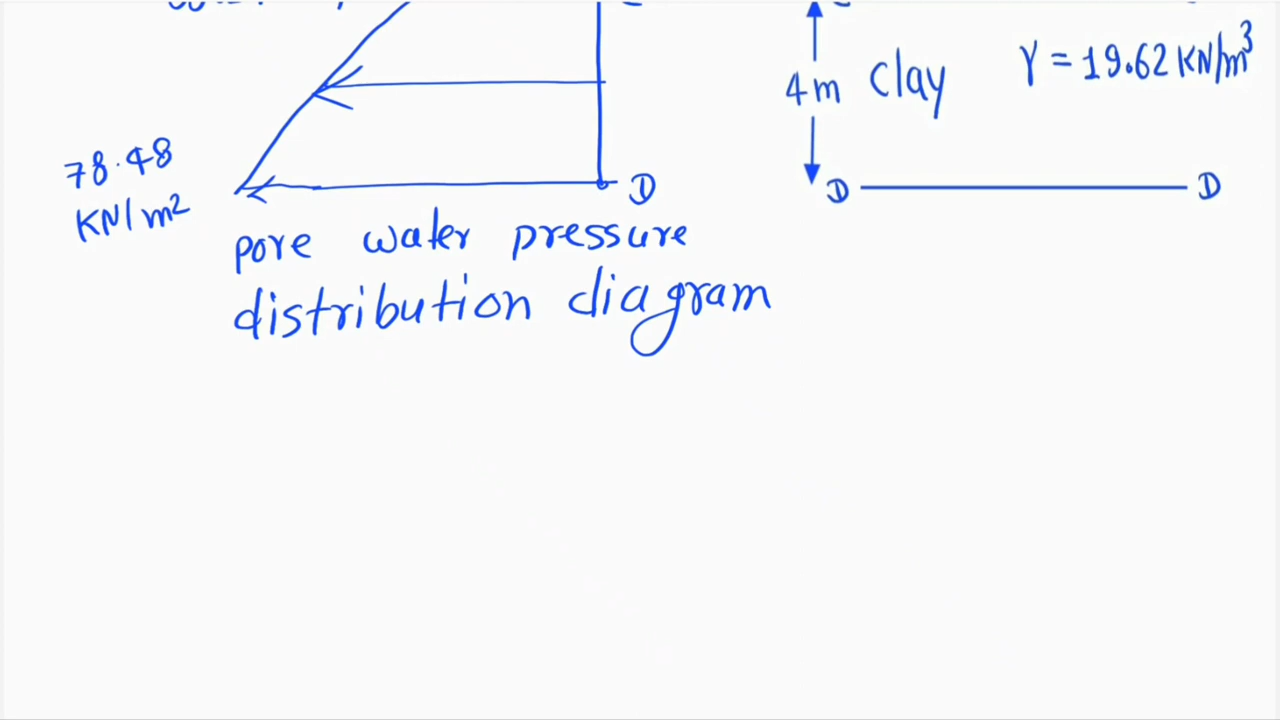 4m clay γ = 19.62 KN/m³
78.48
KN/m²
D
D D
pore water pressure
distribution diagram